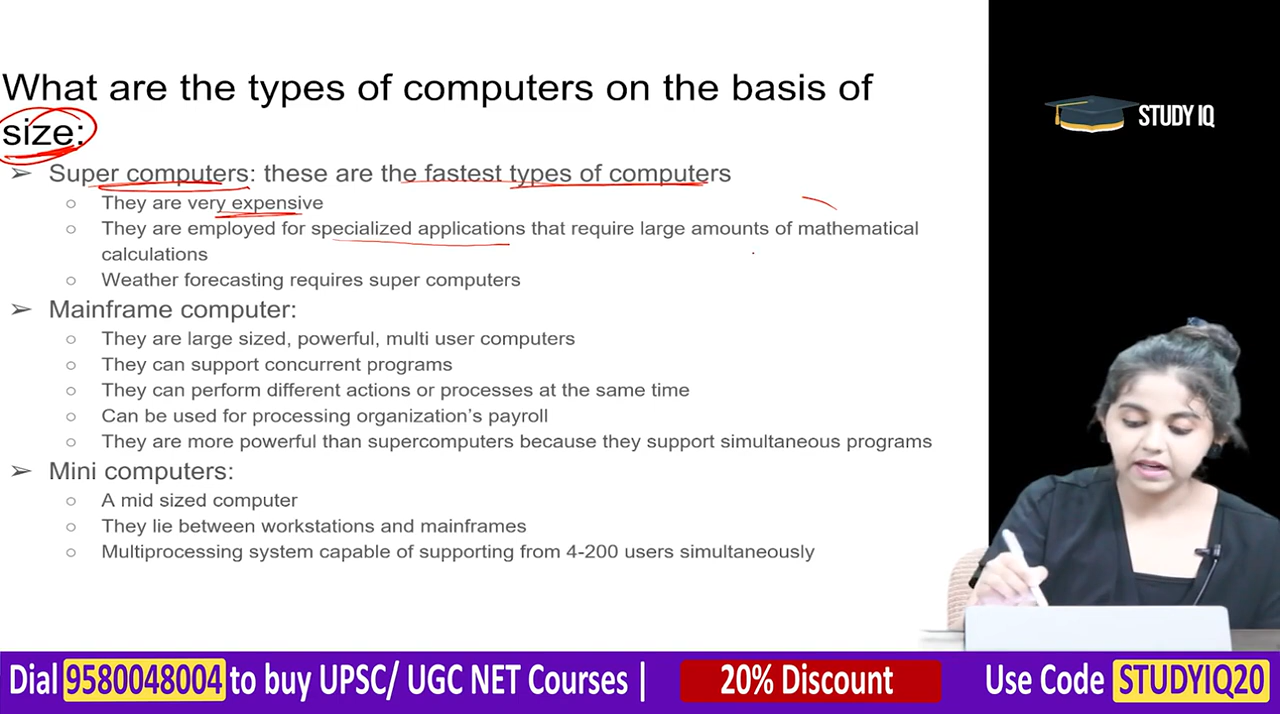 What are the types of computers on the basis of
size:
➢ Super computers: these are the fastest types of computers
○ They are very expensive
○ They are employed for specialized applications that require large amounts of mathematical
calculations
○ Weather forecasting requires super computers
➢ Mainframe computer:
○ They are large sized, powerful, multi user computers
○ They can support concurrent programs
○ They can perform different actions or processes at the same time
○ Can be used for processing organization's payroll
○ They are more powerful than supercomputers because they support simultaneous programs
➢ Mini computers:
○ A mid sized computer
○ They lie between workstations and mainframes
○ Multiprocessing system capable of supporting from 4-200 users simultaneously
STUDY IQ
Dial 9580048004 to buy UPSC/ UGC NET Courses | 20% Discount Use Code STUDYIQ20